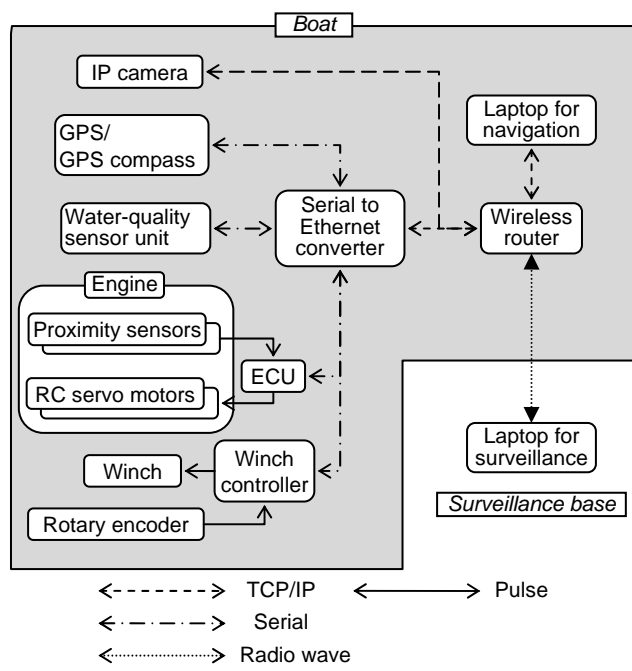 Boat
IP camera
Laptop for
navigation
GPS/
GPS compass
Water-quality
sensor unit
Serial to
Ethernet
converter
Wireless
router
Engine
Proximity sensors
ECU
RC servo motors
Laptop for
surveillance
Winch
Winch
controller
Surveillance base
Rotary encoder
TCP/IP
Pulse
Serial
Radio wave